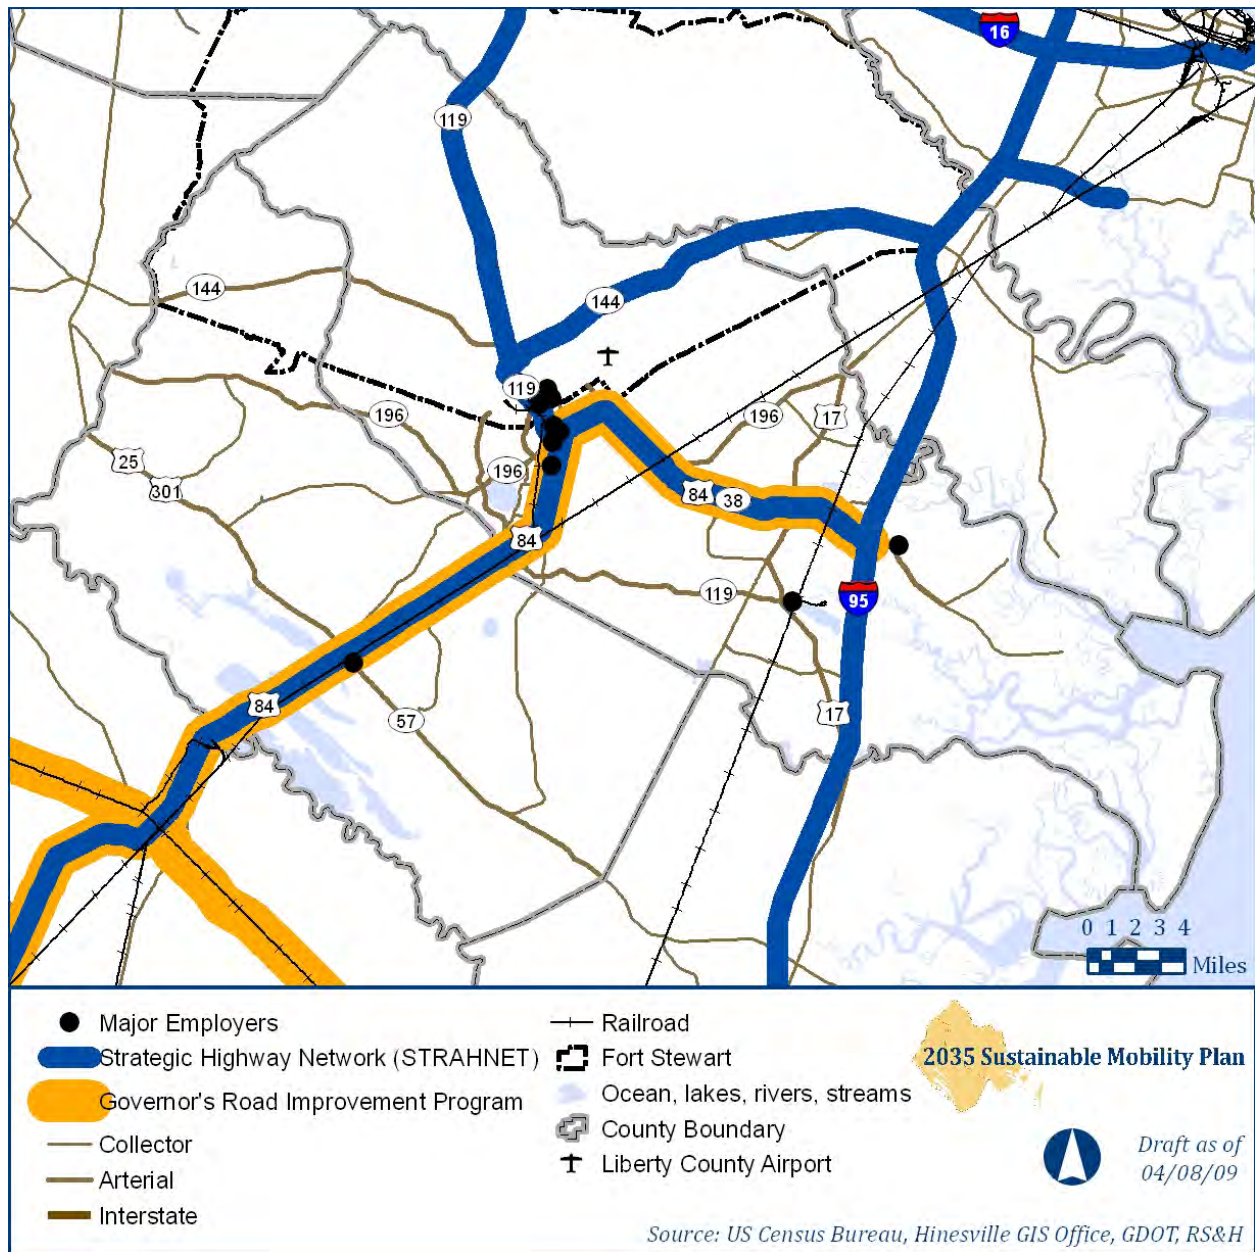 16
119
144
144
119
196
196
17
25
301
196
84
38
84
119
95
84
57
17
0 1 2 3 4
Miles
Major Employers
Strategic Highway Network (STRAHNET)
Governor's Road Improvement Program
Collector
Arterial
Interstate
Railroad
Fort Stewart
Ocean, lakes, rivers, streams
County Boundary
Liberty County Airport
2035 Sustainable Mobility Plan
Draft as of
04/08/09
Source: US Census Bureau, Hinesville GIS Office, GDOT, RS&H